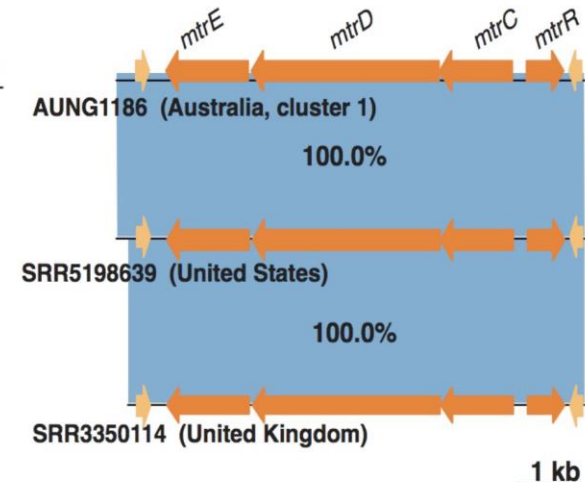 mtrE mtrD mtrC mtrR
AUNG1186 (Australia, cluster 1)
100.0%
SRR5198639 (United States)
100.0%
SRR3350114 (United Kingdom)
1 kb